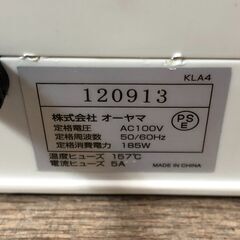 KLA4
120913
株式会社 オーヤマ
定格電圧 AC100V
定格周波数 50/60Hz
定格消費電力 185W
温度ヒューズ 157℃
電流ヒューズ 5A
PS
E
MADE IN CHINA